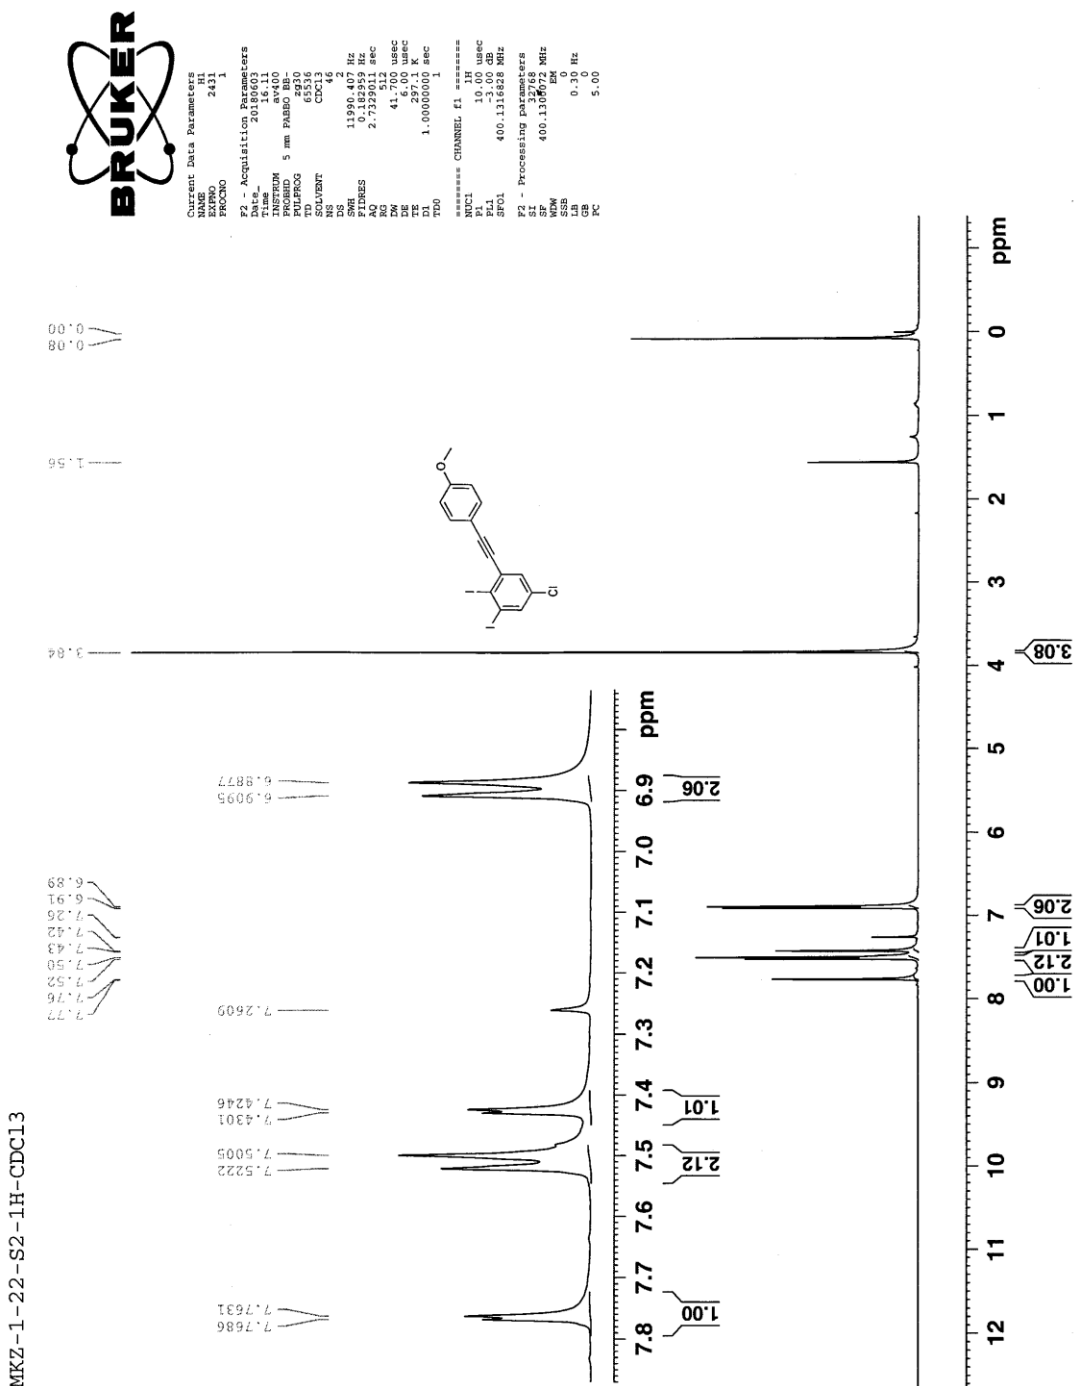 MKZ-1-22-S2-1H-CDCl3
BRUKER
Current Data Parameters
NAME H1
EXPNO 2431
PROCNO 1
F2 - Acquisition Parameters
Date_ 20180603
Time 16.11
INSTRUM av400
PROBHD 5 mm PABBO BB-
PULPROG zg30
TD 65536
SOLVENT CDCl3
NS 46
DS 2
SWH 11990.407 Hz
FIDRES 0.182959 Hz
AQ 2.7329011 sec
RG 512
DW 41.700 usec
DE 6.00 usec
TE 297.1 K
D1 1.00000000 sec
TD0 1
======== CHANNEL f1 ========
NUC1 1H
P1 10.00 usec
PL1 -3.00 dB
SFO1 400.1316828 MHz
F2 - Processing parameters
SI 32768
SF MHz
WDW EM
SSB 0
LB 0.30 Hz
GB 0
PC 5.00
7.77
7.76
7.52
7.50
7.43
7.42
7.26
6.91
6.89
3.84
1.56
0.08
0.00
7.7686
7.7631
7.5222
7.5005
7.4301
7.4246
7.2609
6.9095
6.8877
I
I
Cl
O
7.8 7.7 7.6 7.5 7.4 7.3 7.2 7.1 7.0 6.9 ppm
1.00 2.12 1.01 2.06
12 11 10 9 8 7 6 5 4 3 2 1 0 ppm
1.00 2.12 1.01 2.06 3.08